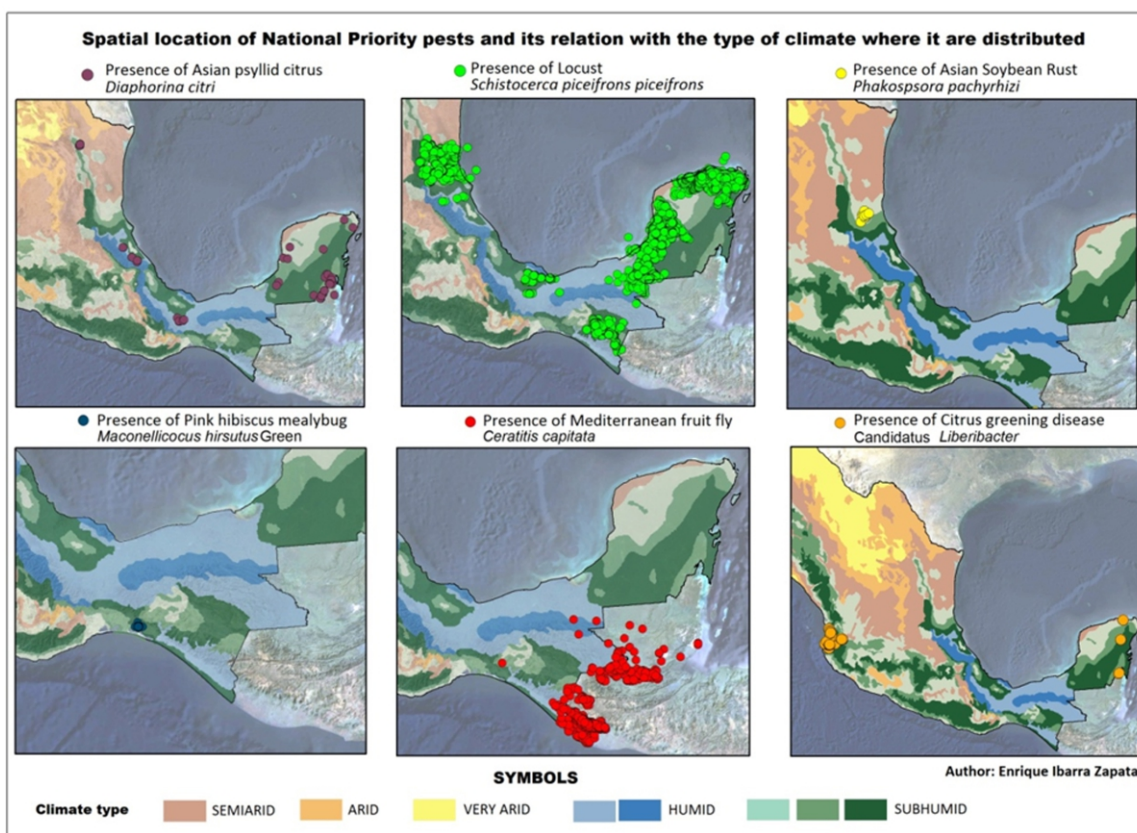 Spatial location of National Priority pests and its relation with the type of climate where it are distributed
Presence of Asian psyllid citrus
Diaphorina citri
Presence of Locust
Schistocerca piceifrons piceifrons
Presence of Asian Soybean Rust
Phakospsora pachyrhizi
Presence of Pink hibiscus mealybug
Maconellicocus hirsutus Green
Presence of Mediterranean fruit fly
Ceratitis capitata
Presence of Citrus greening disease
Candidatus Liberibacter
SYMBOLS
Author: Enrique Ibarra Zapata
Climate type
SEMIARID
ARID
VERY ARID
HUMID
SUBHUMID